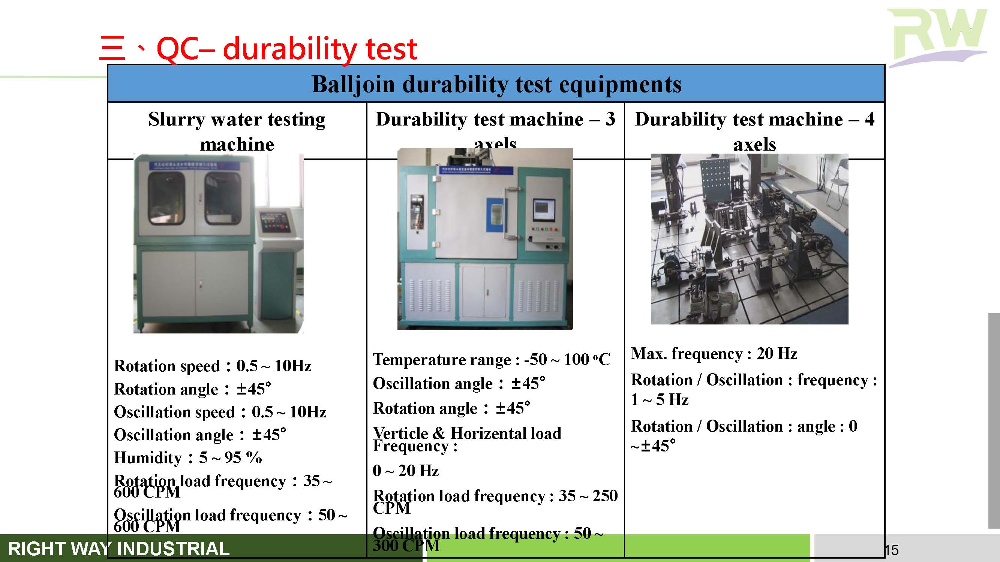 RW
三、QC– durability test
Balljoin durability test equipments
Slurry water testing
machine
Durability test machine – 3
axels
Durability test machine – 4
axels
Rotation speed：0.5 ~ 10Hz
Rotation angle：±45°
Oscillation speed：0.5 ~ 10Hz
Oscillation angle：±45°
Humidity：5 ~ 95 %
Rotation load frequency：35 ~
600 CPM
Oscillation load frequency：50 ~
600 CPM
Temperature range : -50 ~ 100 ºC
Oscillation angle：±45°
Rotation angle：±45°
Verticle & Horizental load
Frequency :
0 ~ 20 Hz
Rotation load frequency : 35 ~ 250
CPM
Oscillation load frequency : 50 ~
300 CPM
Max. frequency : 20 Hz
Rotation / Oscillation : frequency :
1 ~ 5 Hz
Rotation / Oscillation : angle : 0
~±45°
RIGHT WAY INDUSTRIAL
15